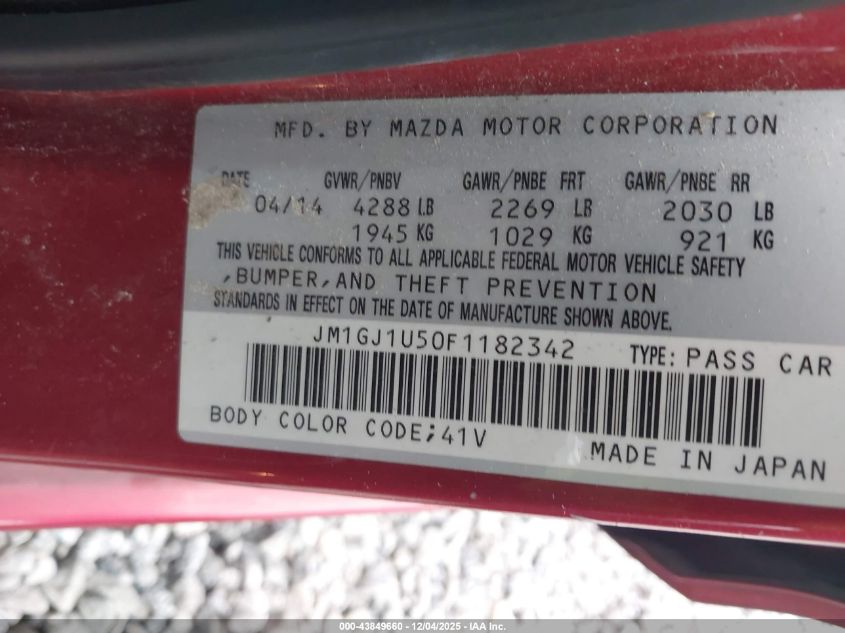 MFD. BY MAZDA MOTOR CORPORATION
DATE GVWR/PNBV GAWR/PNBE FRT GAWR/PNBE RR
04/14 4288 LB 2269 LB 2030 LB
1945 KG 1029 KG 921 KG
THIS VEHICLE CONFORMS TO ALL APPLICABLE FEDERAL MOTOR VEHICLE SAFETY
,BUMPER,AND THEFT PREVENTION
STANDARDS IN EFFECT ON THE DATE OF MANUFACTURE SHOWN ABOVE.
JM1GJ1U50F1182342 TYPE: PASS CAR
BODY COLOR CODE;41V
MADE IN JAPAN
000-43849660 - 12/04/2025 - IAA Inc.